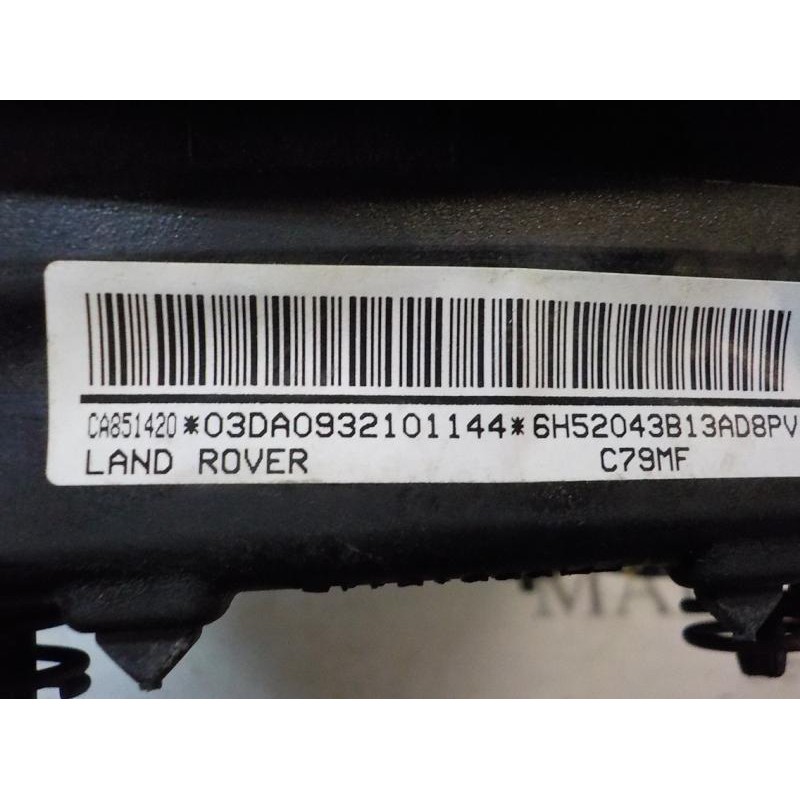 CA851420*03DA0932101144*6H52043B13AD8PV
LAND ROVER C79MF